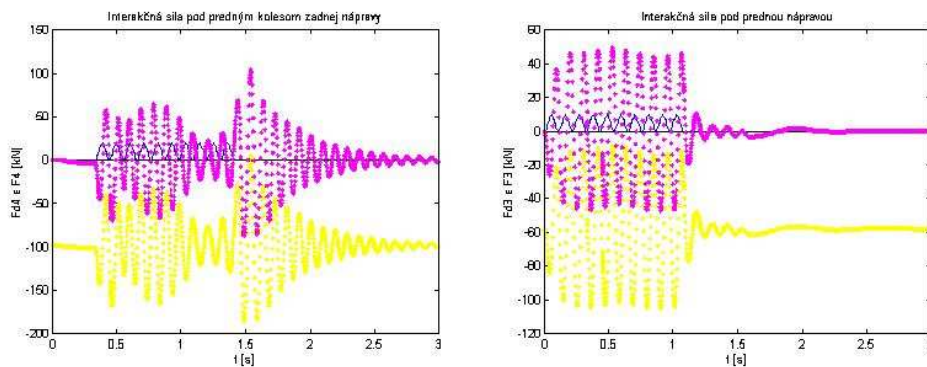 Interakčná sila pod predným kolesom zadnej nápravy
150
100
50
0
-50
-100
-150
-200
Fd4 a F4 [kN]
0 0.5 1 1.5 2 2.5 3
t [s]
Interakčná sila pod prednou nápravou
60
40
20
0
-20
-40
-60
-80
-100
-120
Fd3 a F3 [kN]
0 0.5 1 1.5 2 2.5 3
t [s]